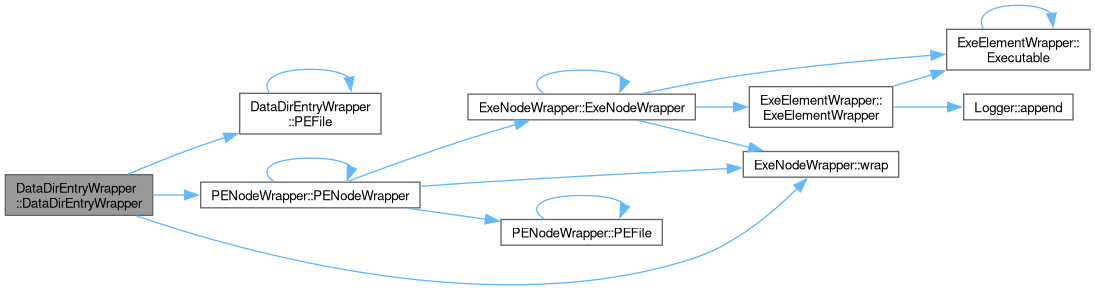 DataDirEntryWrapper
::DataDirEntryWrapper
DataDirEntryWrapper
::PEFile
PENodeWrapper::PENodeWrapper
ExeNodeWrapper::ExeNodeWrapper
PENodeWrapper::PEFile
ExeElementWrapper::
ExeElementWrapper
ExeNodeWrapper::wrap
ExeElementWrapper::
Executable
Logger::append